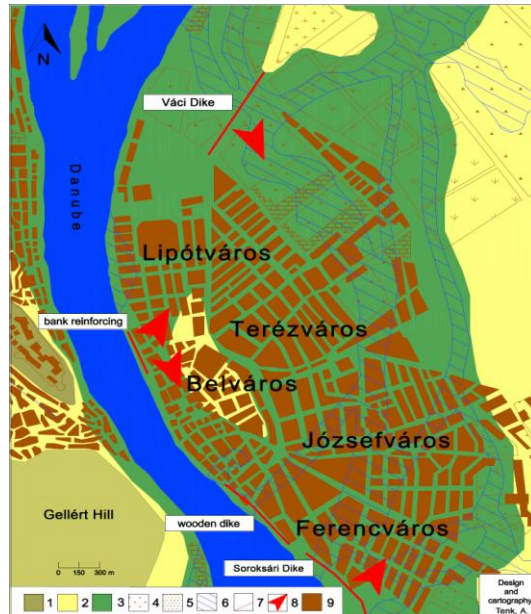 N
Váci Dike
Danube
Lipótváros
bank reinforcing
Terézváros
Belváros
Józsefváros
Gellért Hill
wooden dike
Ferencváros
Soroksári Dike
0 150 300 m
Design
and
cartography
Tenk, A
1 2 3 4 5 6 7 8 9